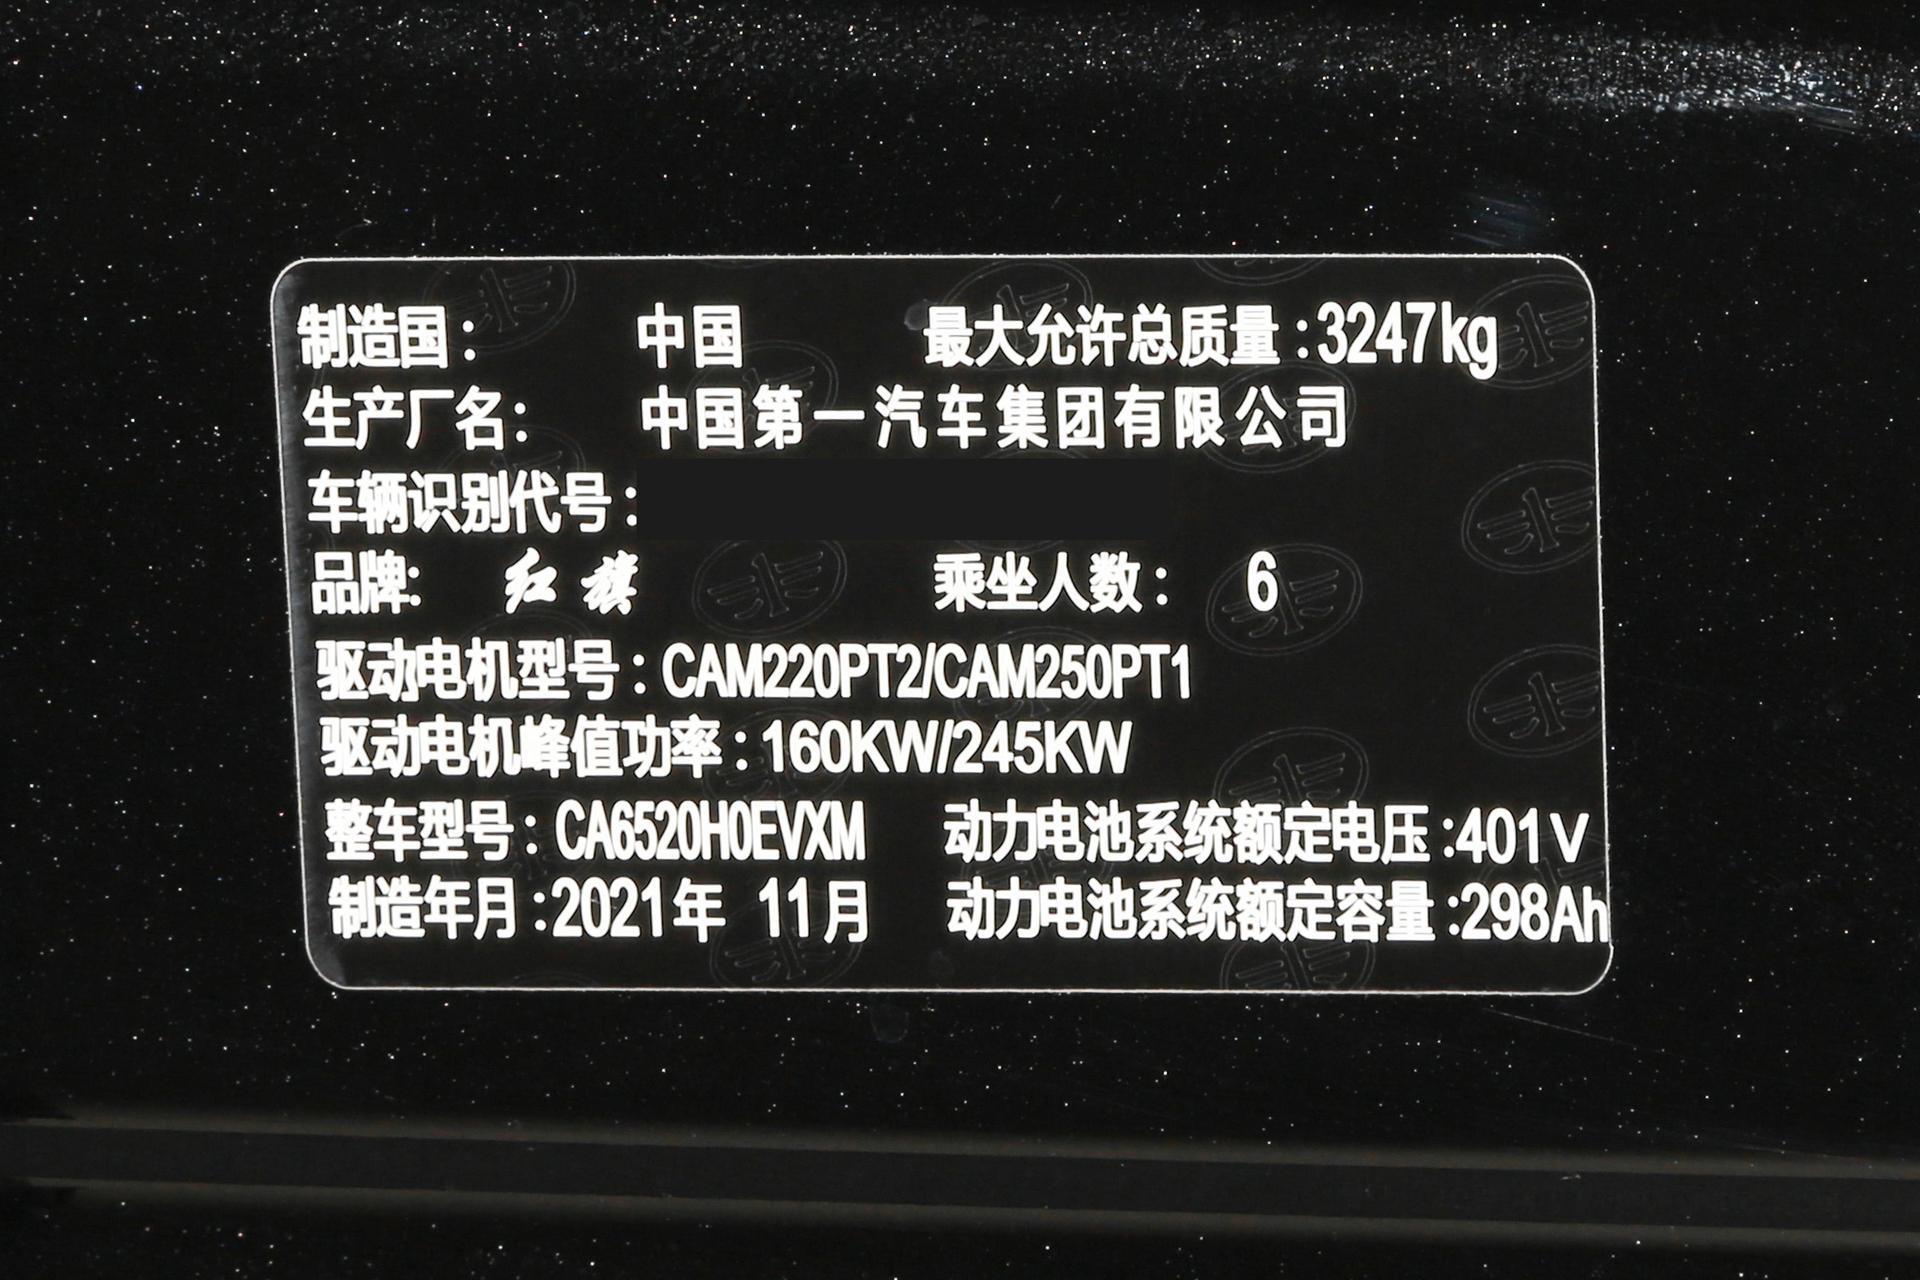 制造国： 中国 最大允许总质量：3247kg
生产厂名： 中国第一汽车集团有限公司
车辆识别代号：
品牌: 红旗 乘坐人数： 6
驱动电机型号：CAM220PT2/CAM250PT1
驱动电机峰值功率：160KW/245KW
整车型号：CA6520H0EVXM 动力电池系统额定电压：401V
制造年月：2021年 11月 动力电池系统额定容量：298Ah